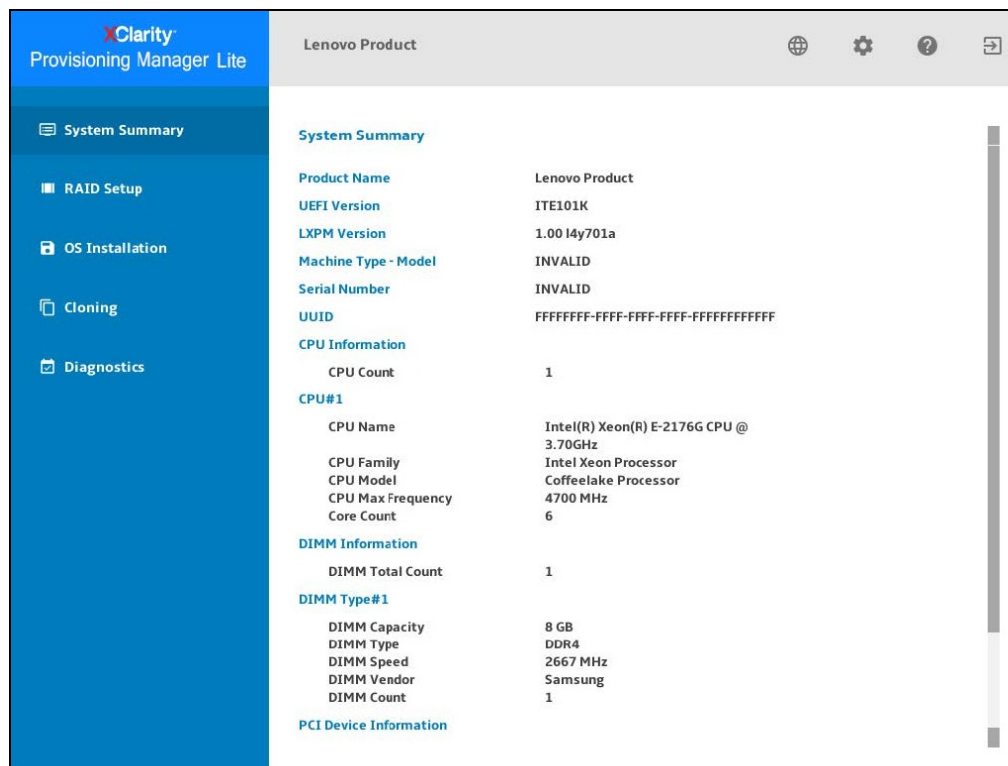 XClarity™
Provisioning Manager Lite
Lenovo Product
System Summary
RAID Setup
OS Installation
Cloning
Diagnostics
System Summary
Product Name Lenovo Product
UEFI Version ITE101K
LXPM Version 1.00 l4y701a
Machine Type - Model INVALID
Serial Number INVALID
UUID FFFFFFFF-FFFF-FFFF-FFFF-FFFFFFFFFFFF
CPU Information
CPU Count 1
CPU#1
CPU Name Intel(R) Xeon(R) E-2176G CPU @
3.70GHz
CPU Family Intel Xeon Processor
CPU Model Coffeelake Processor
CPU Max Frequency 4700 MHz
Core Count 6
DIMM Information
DIMM Total Count 1
DIMM Type#1
DIMM Capacity 8 GB
DIMM Type DDR4
DIMM Speed 2667 MHz
DIMM Vendor Samsung
DIMM Count 1
PCI Device Information